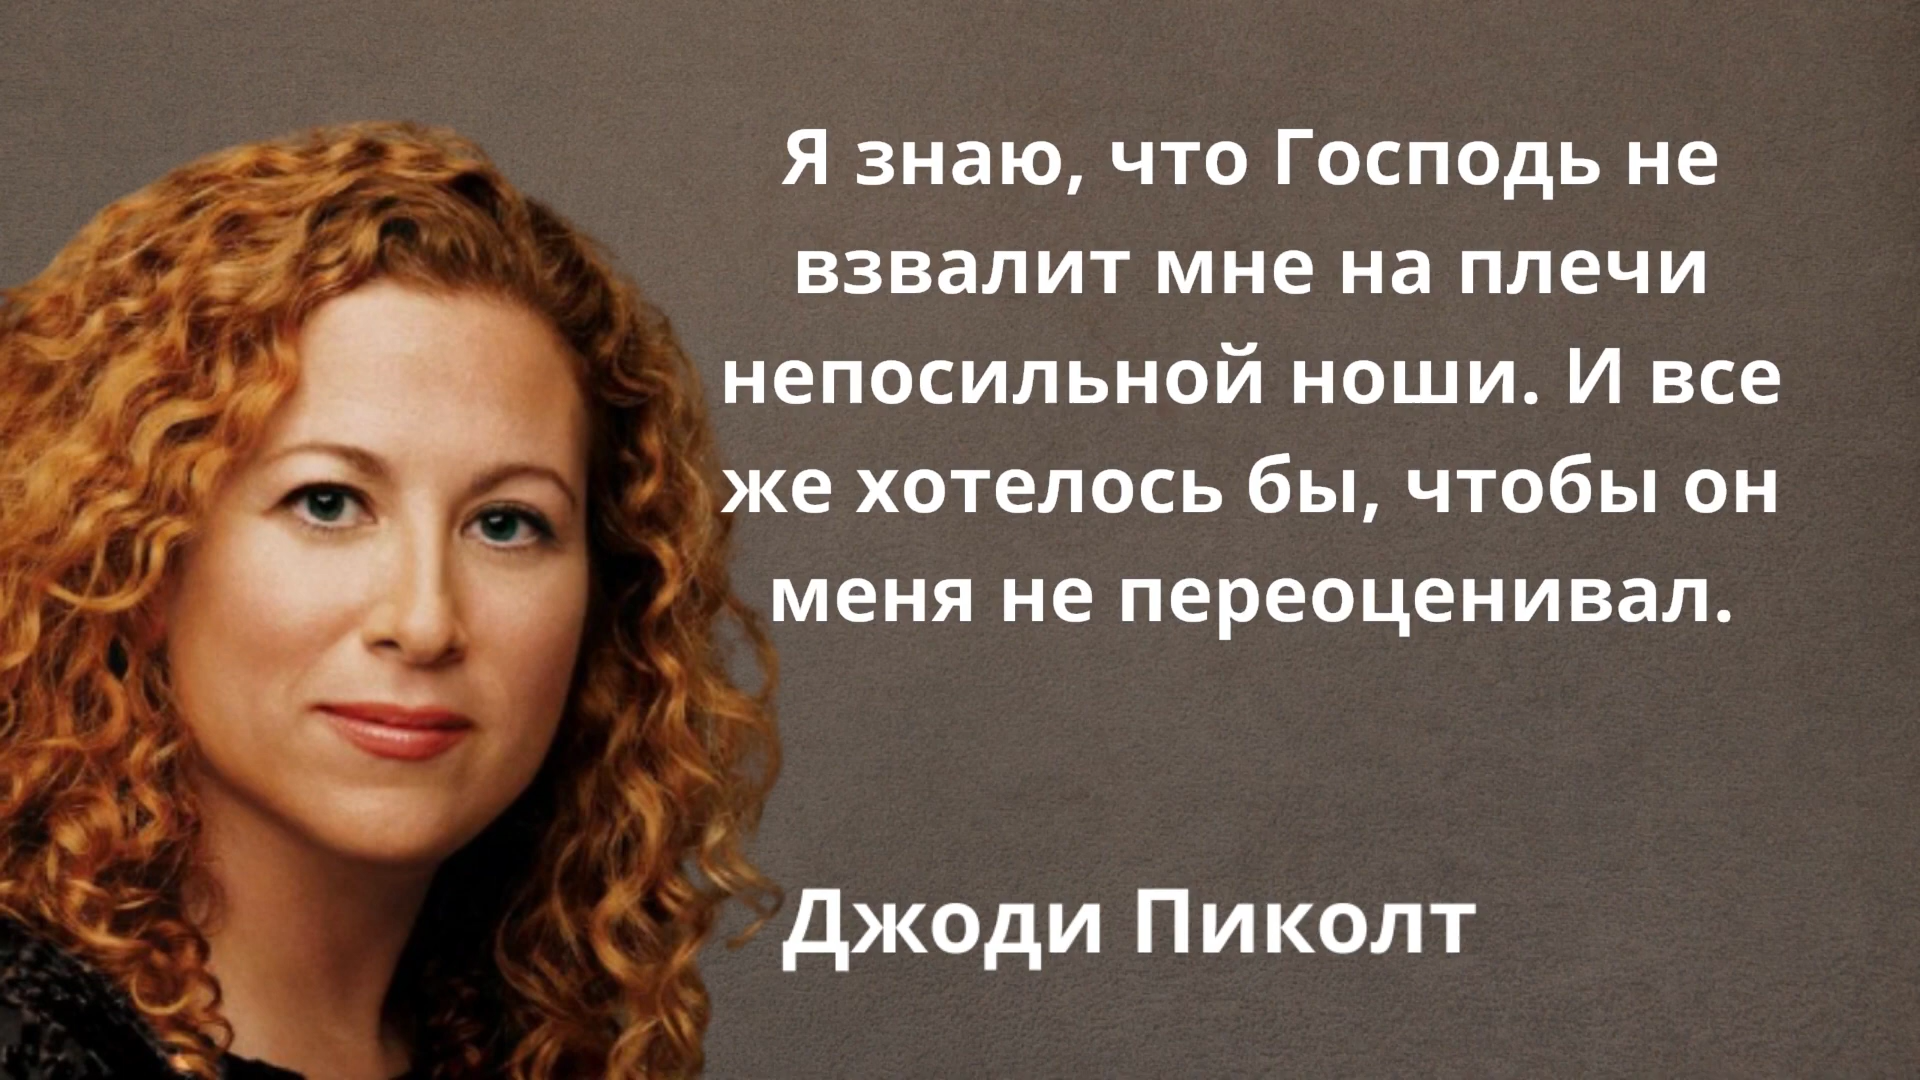 Я знаю, что Господь не
взвалит мне на плечи
непосильной ноши. И все
же хотелось бы, чтобы он
меня не переоценивал.
Джоди Пиколт